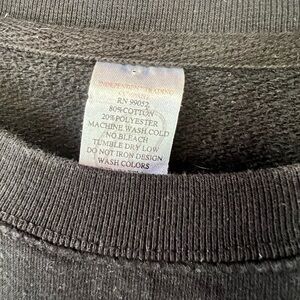 INDEPENDENT TRADING
COMPANY
RN 99052
80% COTTON
20% POLYESTER
MACHINE WASH COLD
NO BLEACH
TUMBLE DRY LOW
DO NOT IRON DESIGN
WASH COLORS